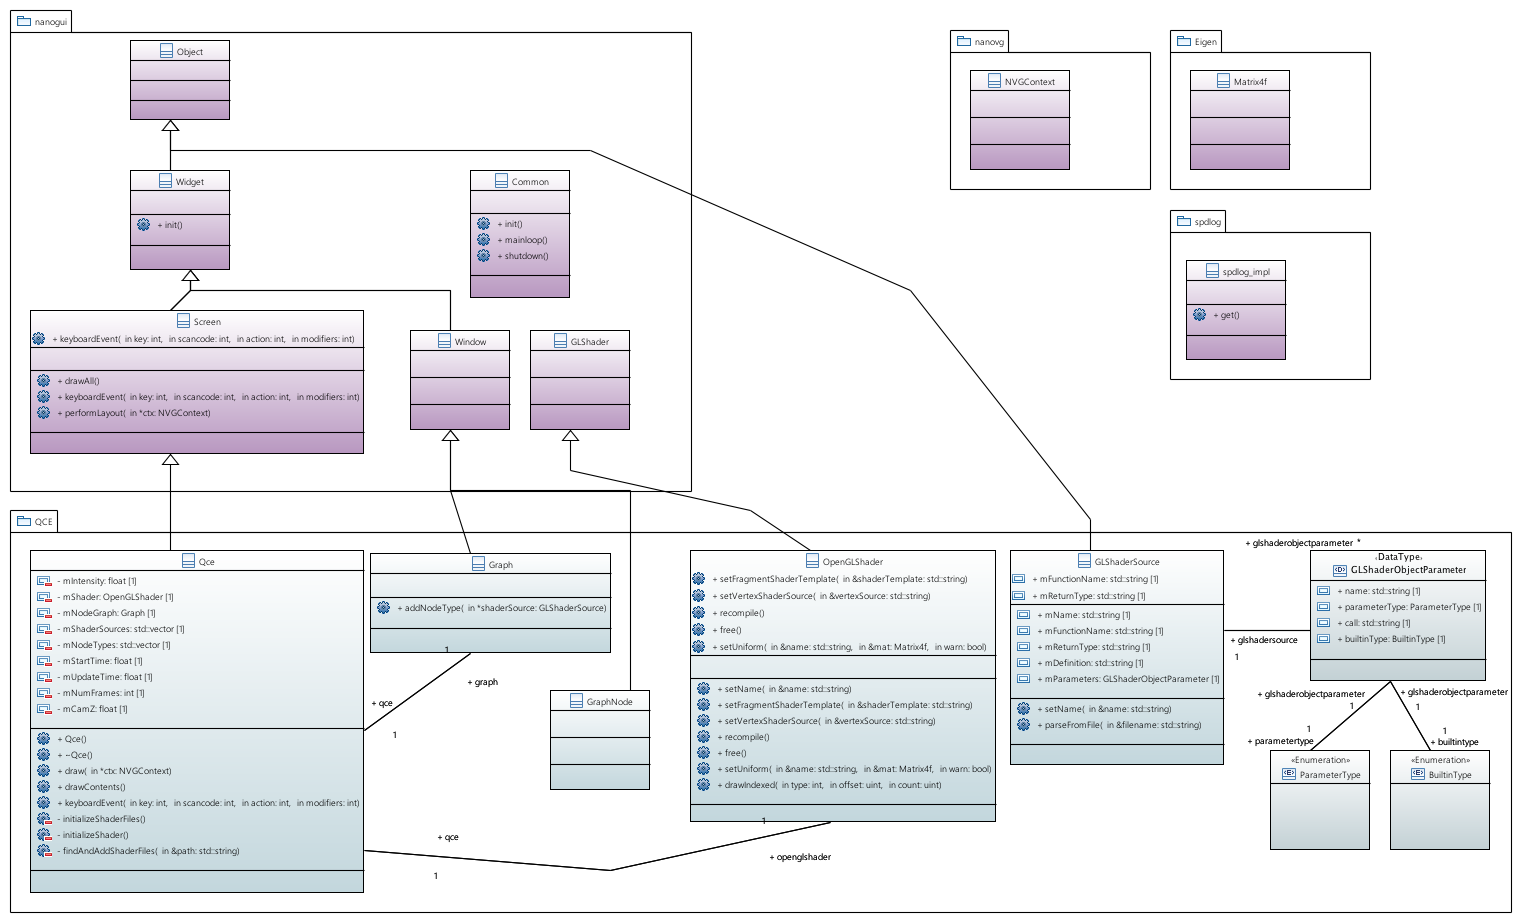 nanogui
Object
Widget
+ init()
Common
+ init()
+ mainloop()
+ shutdown()
Screen
+ keyboardEvent( in key: int, in scancode: int, in action: int, in modifiers: int)
+ drawAll()
+ keyboardEvent( in key: int, in scancode: int, in action: int, in modifiers: int)
+ performLayout( in *ctx: NVGContext)
Window
GLShader
nanovg
NVGContext
Eigen
Matrix4f
spdlog
spdlog_impl
+ get()
QCE
Qce
- mIntensity: float [1]
- mShader: OpenGLShader [1]
- mNodeGraph: Graph [1]
- mShaderSources: std::vector [1]
- mNodeTypes: std::vector [1]
- mStartTime: float [1]
- mUpdateTime: float [1]
- mNumFrames: int [1]
- mCamZ: float [1]
+ Qce()
+ ~Qce()
+ draw( in *ctx: NVGContext)
+ drawContents()
+ keyboardEvent( in key: int, in scancode: int, in action: int, in modifiers: int)
- initializeShaderFiles()
- initializeShader()
- findAndAddShaderFiles( in &path: std::string)
Graph
+ addNodeType( in *shaderSource: GLShaderSource)
1
+ graph
+ qce
1
GraphNode
OpenGLShader
+ setFragmentShaderTemplate( in &shaderTemplate: std::string)
+ setVertexShaderSource( in &vertexSource: std::string)
+ recompile()
+ free()
+ setUniform( in &name: std::string, in &mat: Matrix4f, in warn: bool)
+ setName( in &name: std::string)
+ setFragmentShaderTemplate( in &shaderTemplate: std::string)
+ setVertexShaderSource( in &vertexSource: std::string)
+ recompile()
+ free()
+ setUniform( in &name: std::string, in &mat: Matrix4f, in warn: bool)
+ drawIndexed( in type: int, in offset: uint, in count: uint)
1
+ openglshader
+ qce
1
GLShaderSource
+ mFunctionName: std::string [1]
+ mReturnType: std::string [1]
+ mName: std::string [1]
+ mFunctionName: std::string [1]
+ mReturnType: std::string [1]
+ mDefinition: std::string [1]
+ mParameters: GLShaderObjectParameter [1]
+ setName( in &name: std::string)
+ parseFromFile( in &filename: std::string)
+ glshaderobjectparameter *
+ glshadersource
1
«DataType»
GLShaderObjectParameter
+ name: std::string [1]
+ parameterType: ParameterType [1]
+ call: std::string [1]
+ builtinType: BuiltinType [1]
+ glshaderobjectparameter
1
+ glshaderobjectparameter
1
1
+ parametertype
1
+ builtintype
«Enumeration»
ParameterType
«Enumeration»
BuiltinType